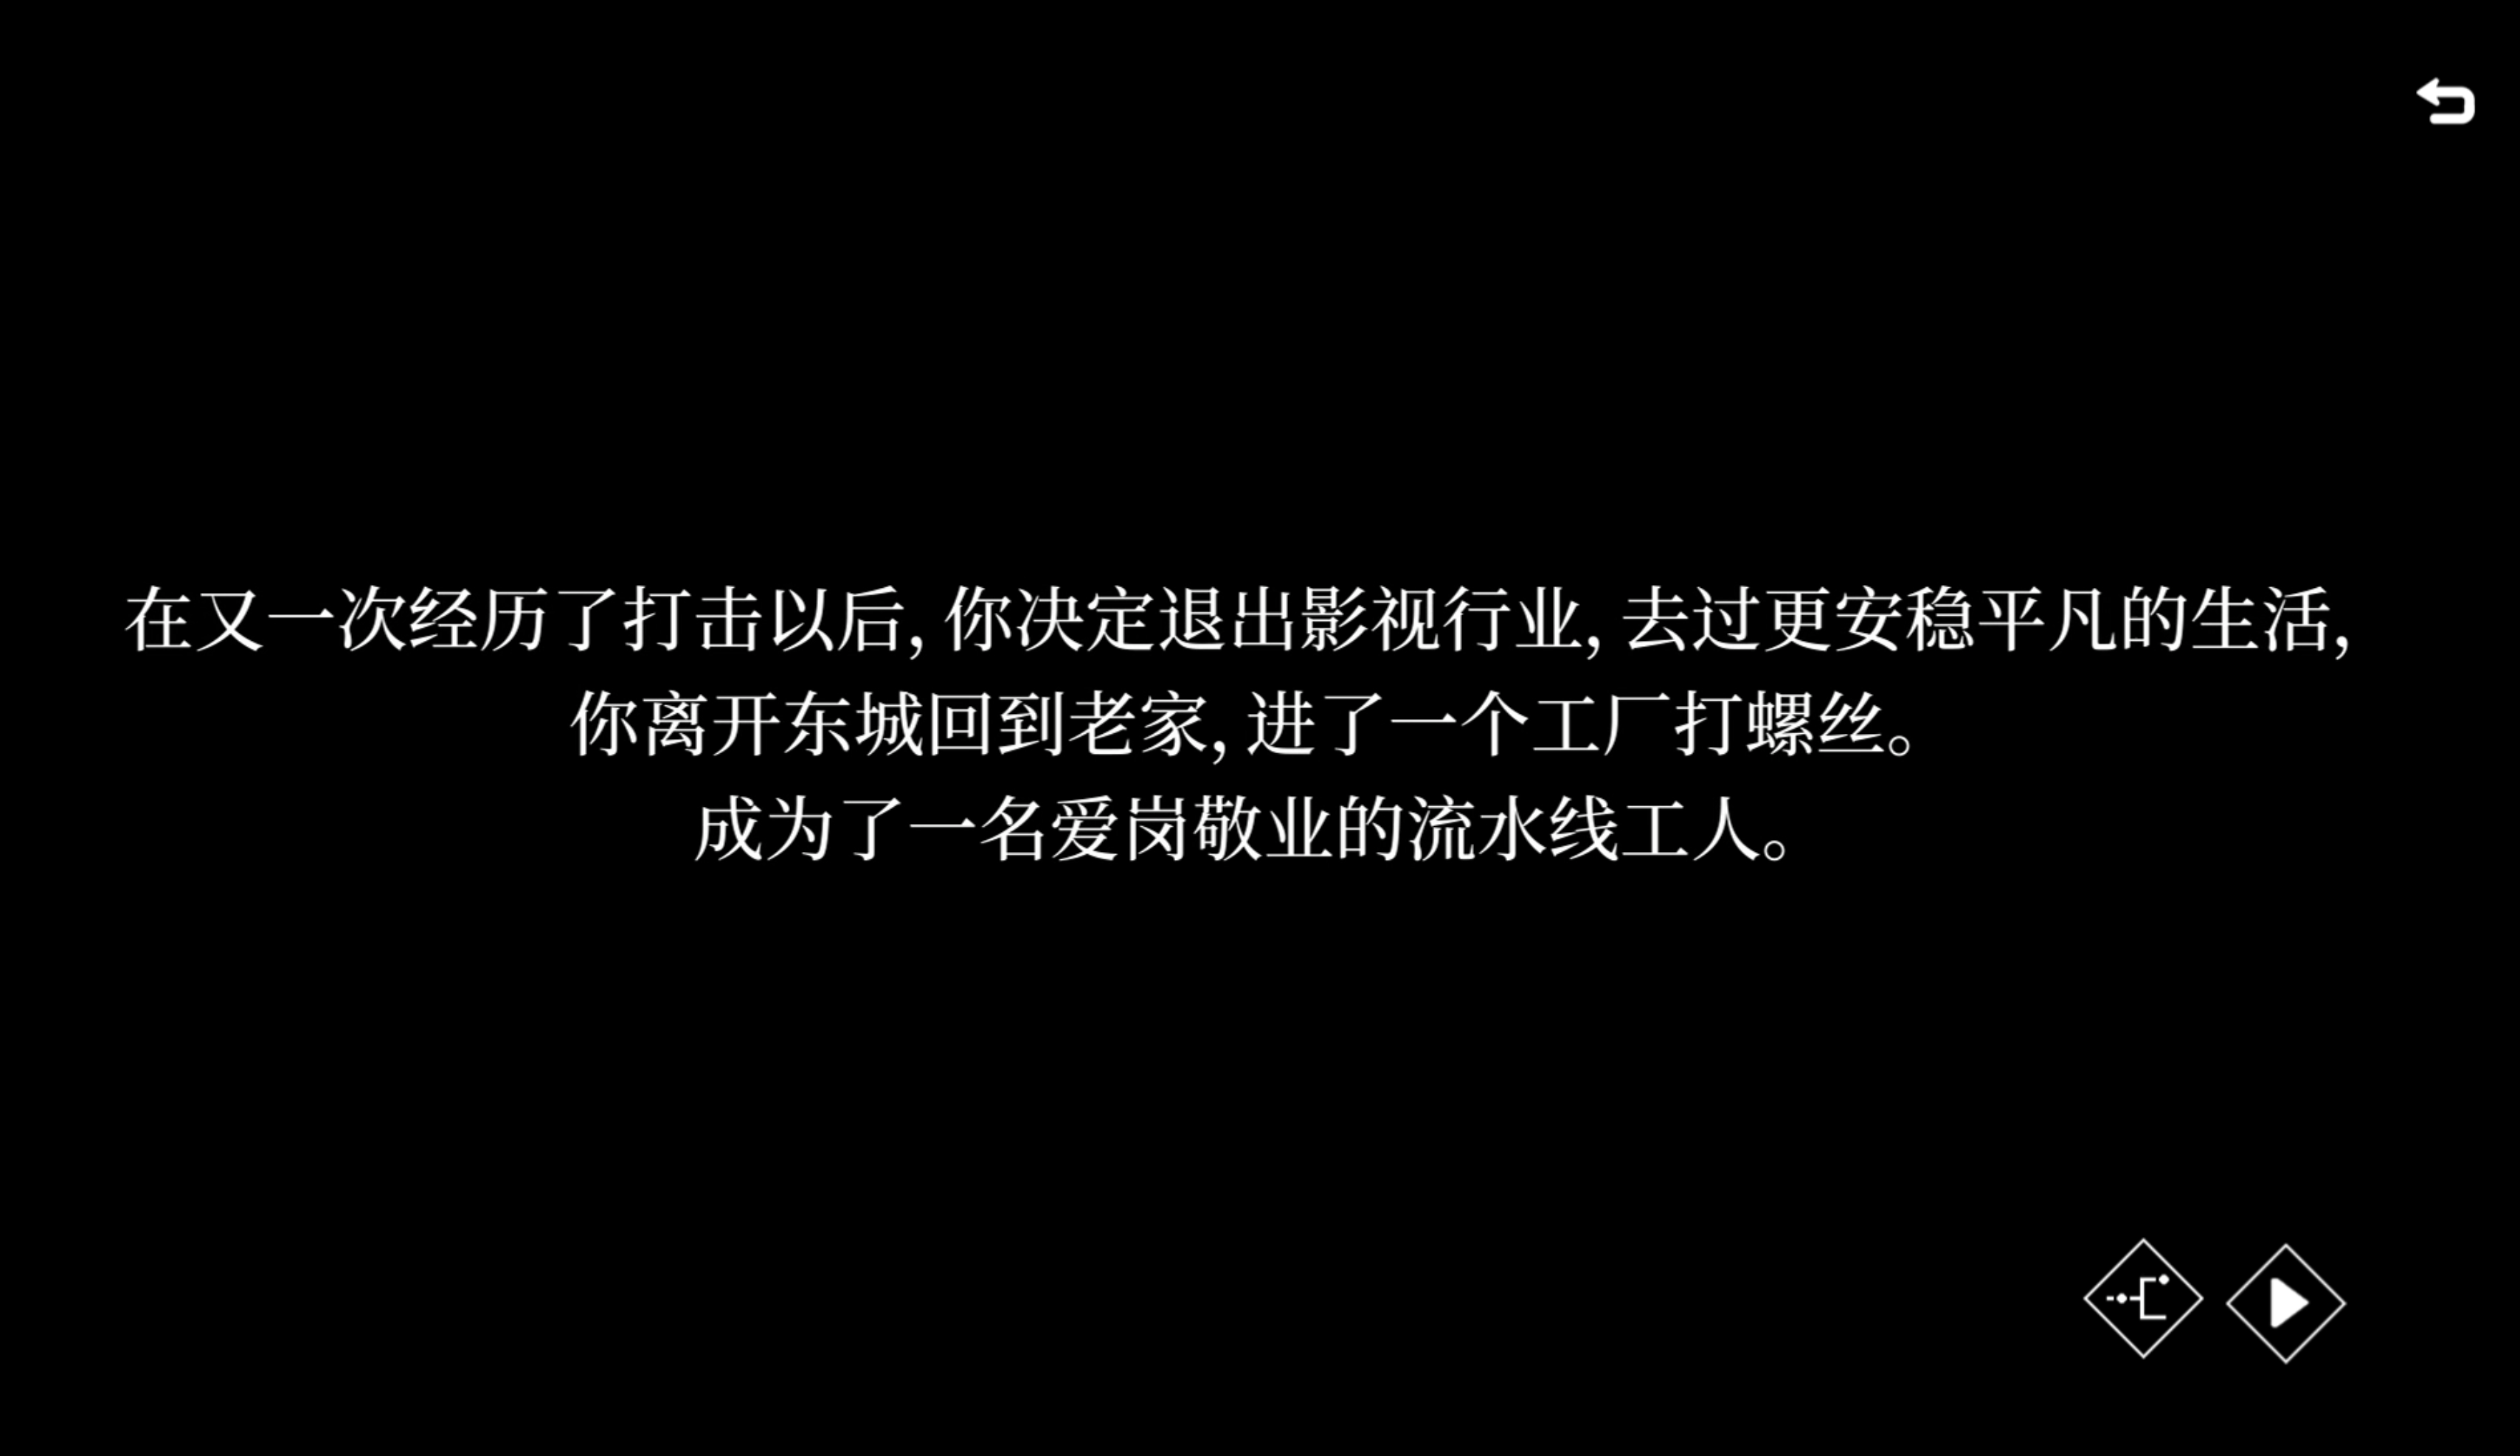 在又一次经历了打击以后, 你决定退出影视行业, 去过更安稳平凡的生活,
你离开东城回到老家, 进了一个工厂打螺丝。
成为了一名爱岗敬业的流水线工人。